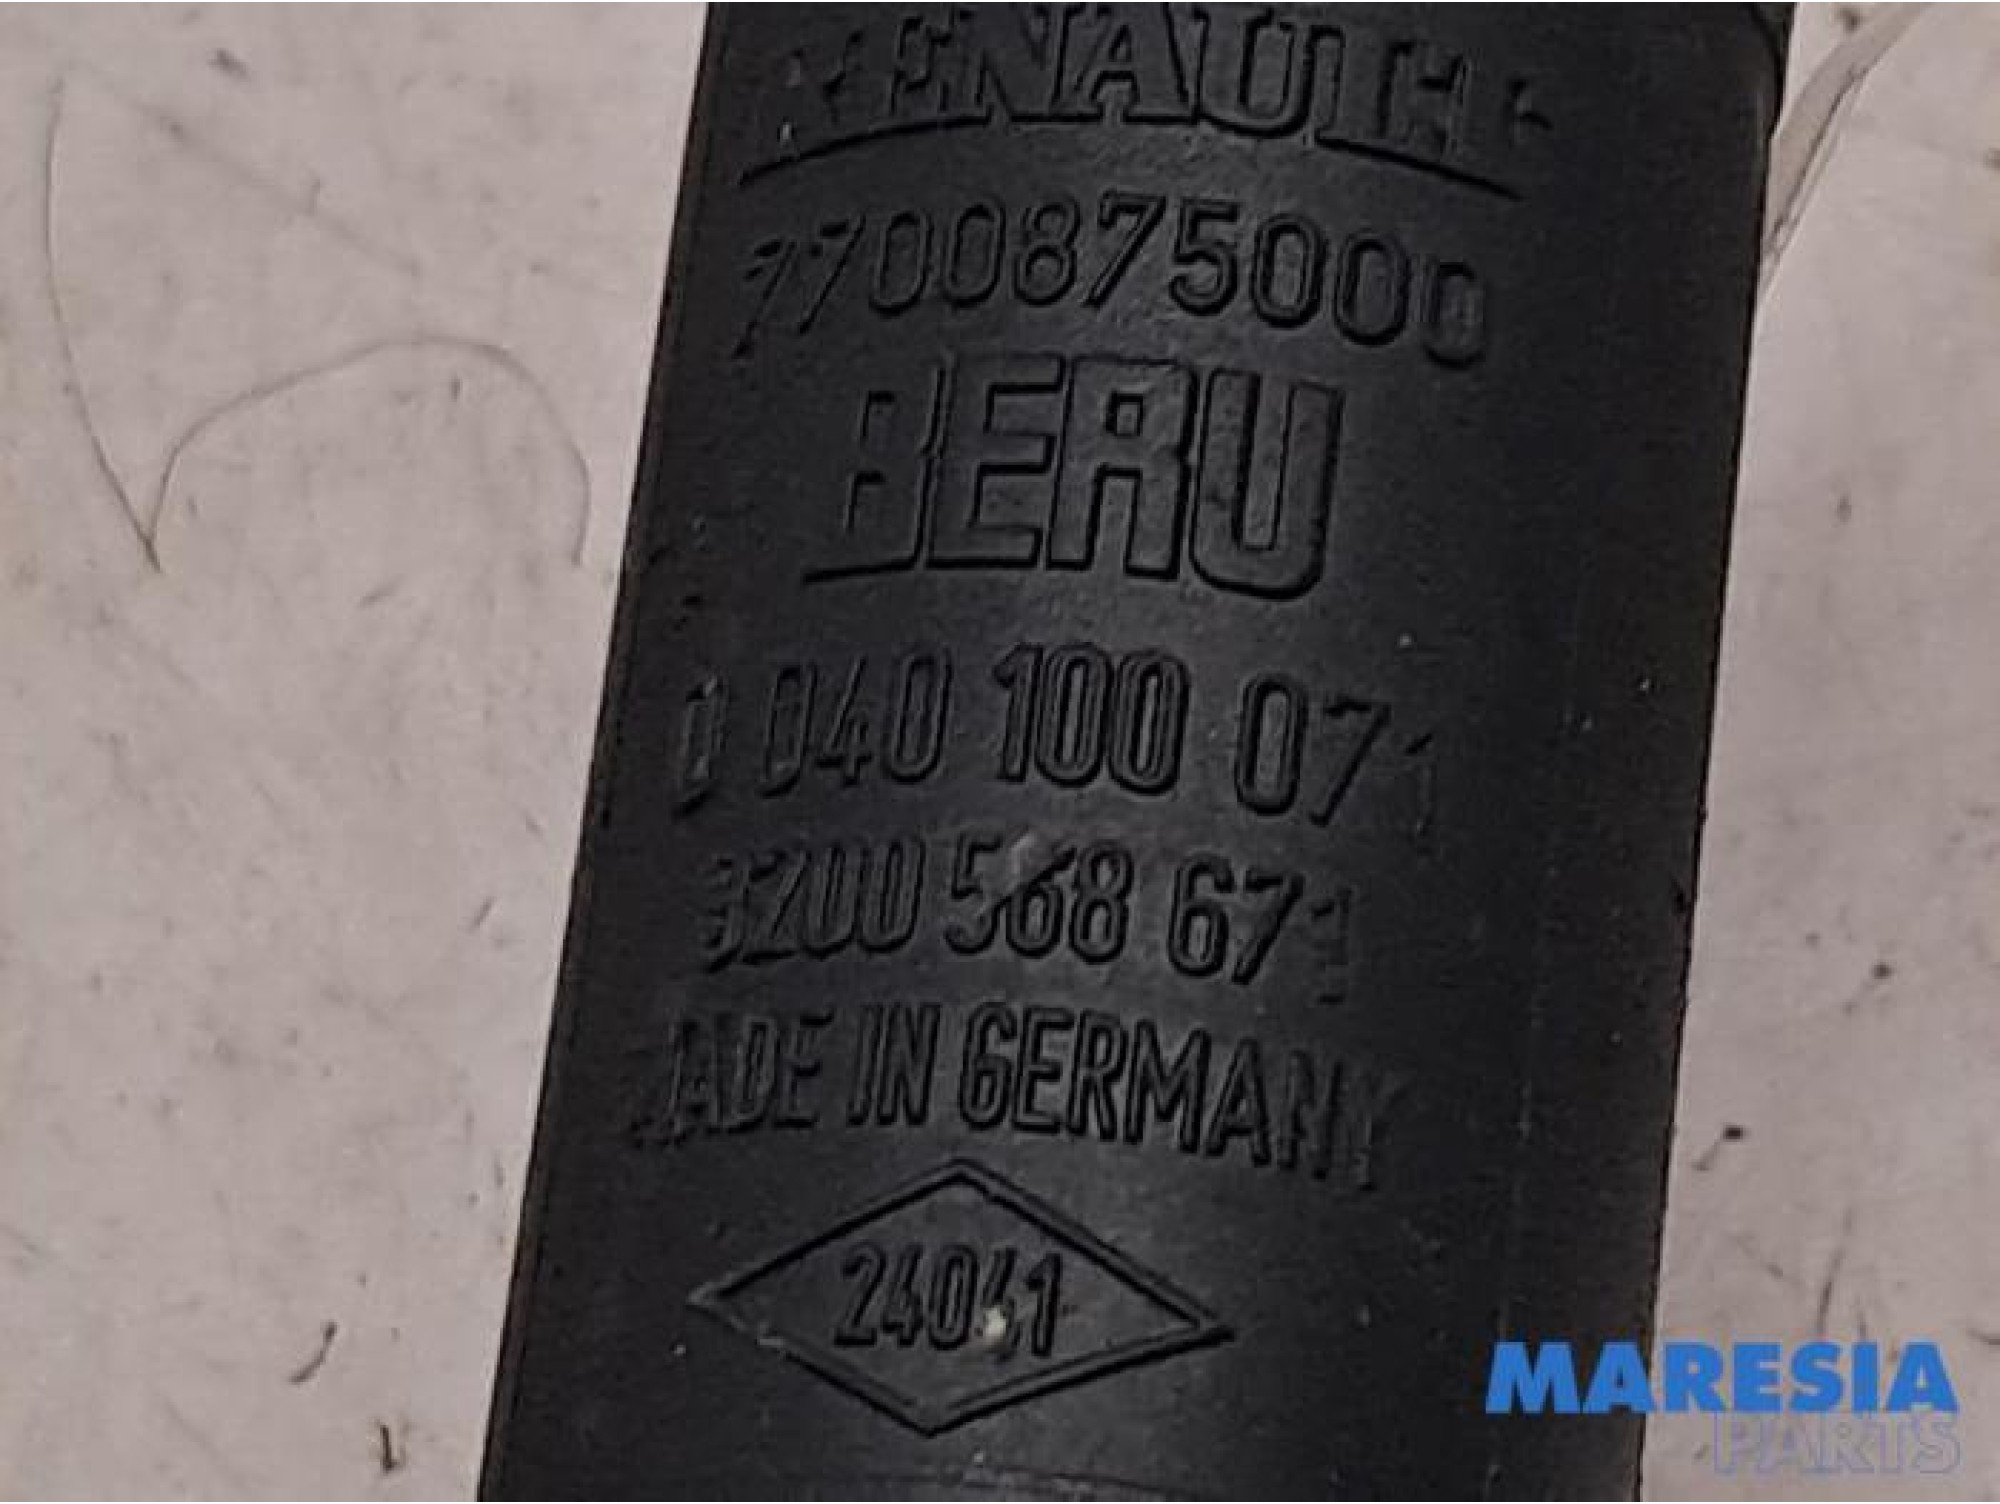 RENAULT
7700875000
BERU
0 040 100 071
8200 568 671
MADE IN GERMANY
24041
MARESIA
PARTS